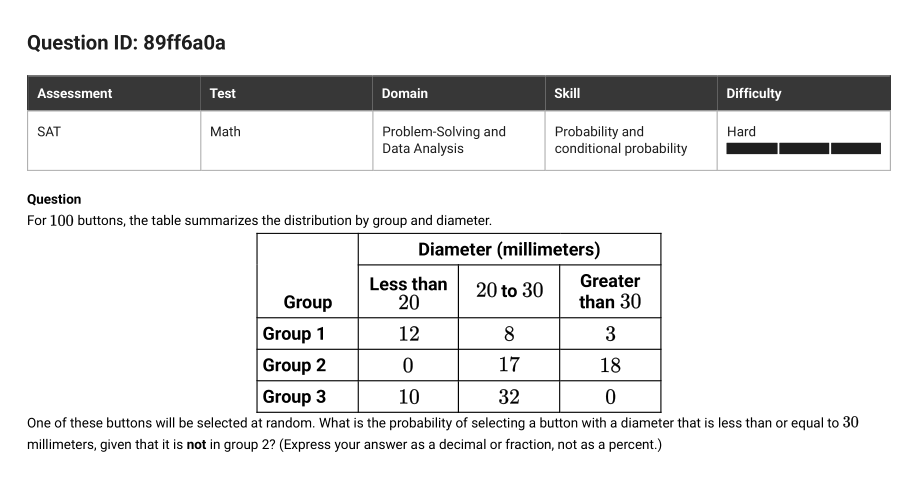 Question ID: 89ff6a0a
Assessment Test Domain Skill Difficulty
SAT Math Problem-Solving and Data Analysis Probability and conditional probability Hard
Question
For 100 buttons, the table summarizes the distribution by group and diameter.
Diameter (millimeters)
Group Less than 20 20 to 30 Greater than 30
Group 1 12 8 3
Group 2 0 17 18
Group 3 10 32 0
One of these buttons will be selected at random. What is the probability of selecting a button with a diameter that is less than or equal to 30
millimeters, given that it is not in group 2? (Express your answer as a decimal or fraction, not as a percent.)